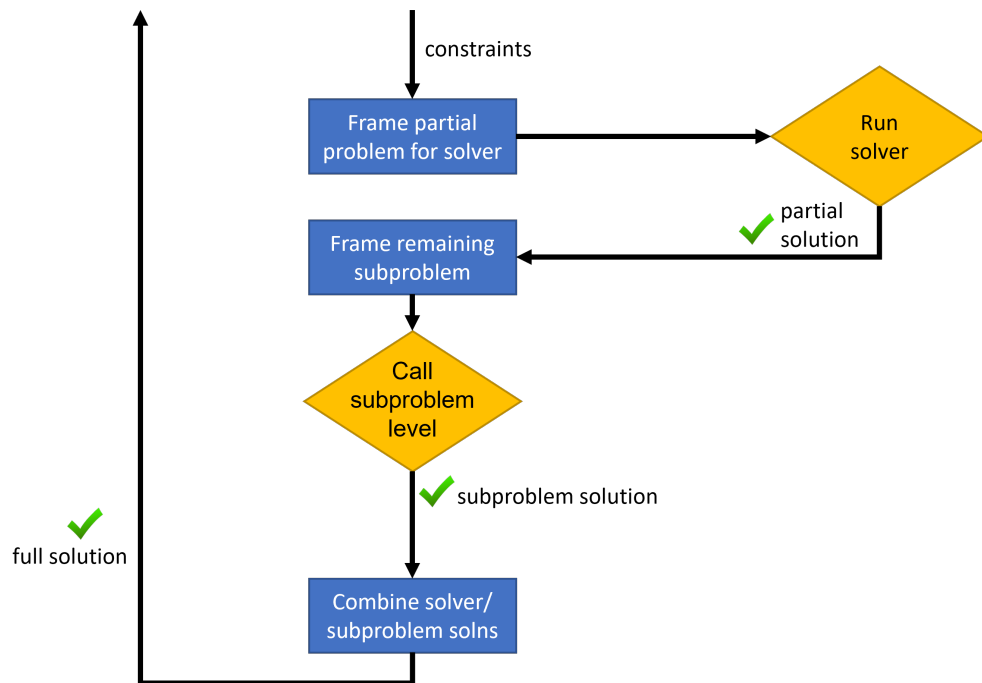 constraints
Frame partial
problem for solver
Run
solver
partial
solution
Frame remaining
subproblem
Call
subproblem
level
subproblem solution
full solution
Combine solver/
subproblem solns